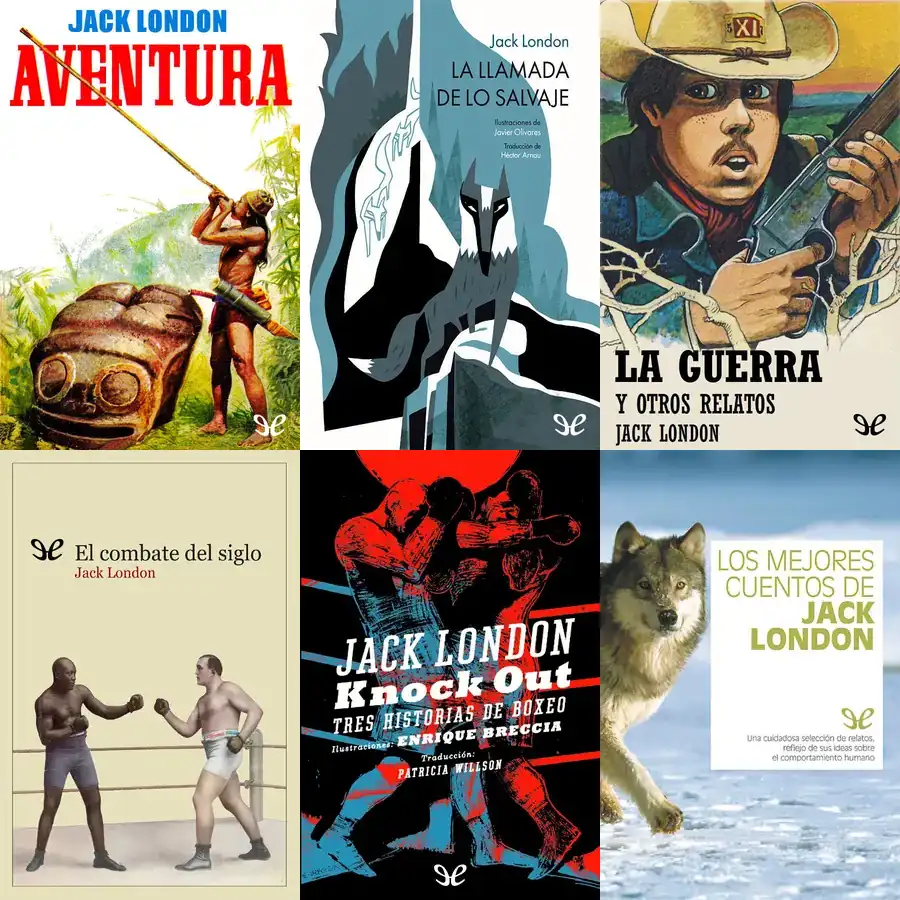 JACK LONDON
AVENTURA
Jack London
LA LLAMADA
DE LO SALVAJE
Ilustraciones de
Javier Olivares
Traducción de
Héctor Arnau
XI
LA GUERRA
Y OTROS RELATOS
JACK LONDON
El combate del siglo
Jack London
JACK LONDON
Knock Out
TRES HISTORIAS DE BOXEO
Ilustraciones: ENRIQUE BRECCIA
Traducción:
PATRICIA WILLSON
LOS MEJORES
CUENTOS DE
JACK
LONDON
Una cuidadosa selección de relatos,
reflejo de sus ideas sobre
el comportamiento humano